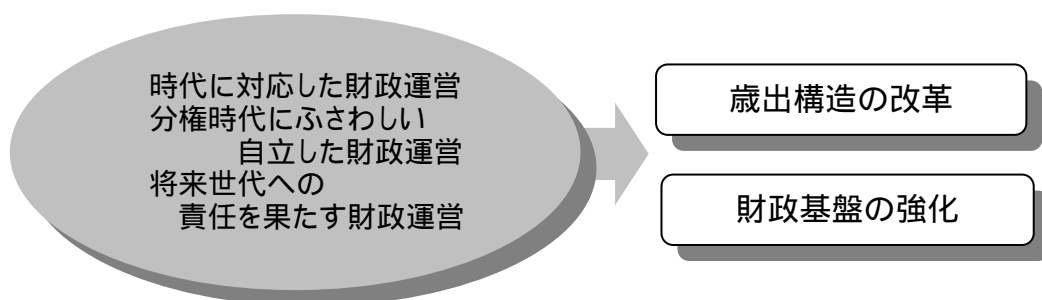 時代に対応した財政運営
分権時代にふさわしい
自立した財政運営
将来世代への
責任を果たす財政運営
歳出構造の改革
財政基盤の強化